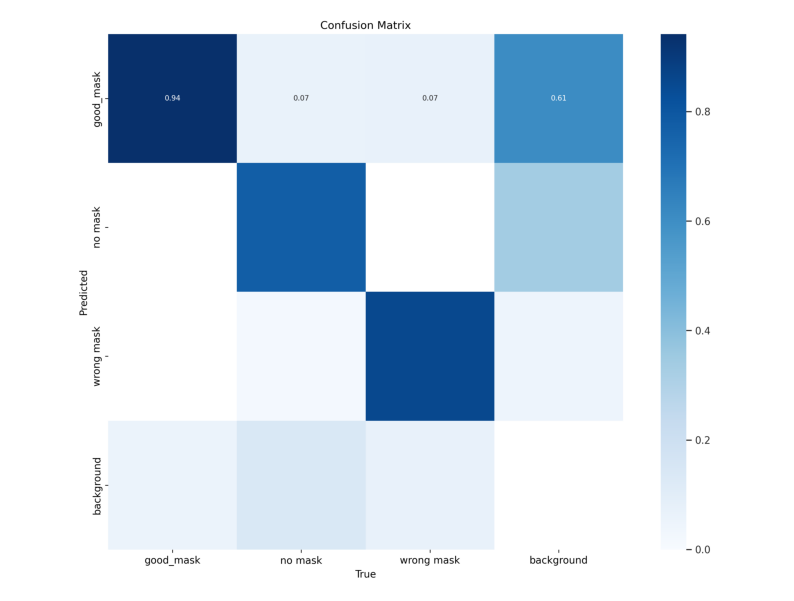 Confusion Matrix
good_mask
0.94 0.07 0.07 0.61
no mask
Predicted
wrong mask
background
good_mask no mask wrong mask background
True
0.8
0.6
0.4
0.2
0.0